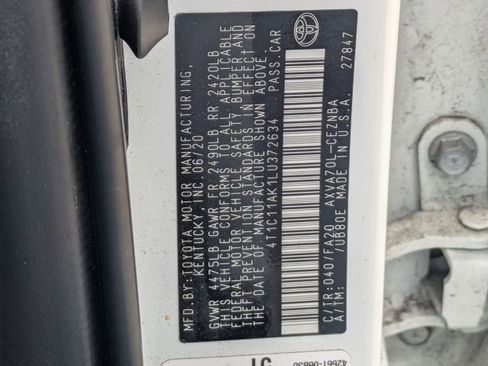 MFD.BY: TOYOTA MOTOR MANUFACTURING,
KENTUCKY, INC. 06/20
GVWR 4475LB GAWR FR 2490LB RR 2420LB
THIS VEHICLE CONFORMS TO ALL APPLICABLE
FEDERAL MOTOR VEHICLE SAFETY, BUMPER AND
THEFT PREVENTION STANDARDS IN EFFECT ON
THE DATE OF MANUFACTURE SHOWN ABOVE.
4T1C11AK1LU372634 PASS.CAR
C/TR: 040/FA20 AXVA70L-CEZNBA
A/TM: /UB80E MADE IN U.S.A. 27847
42661-06B30